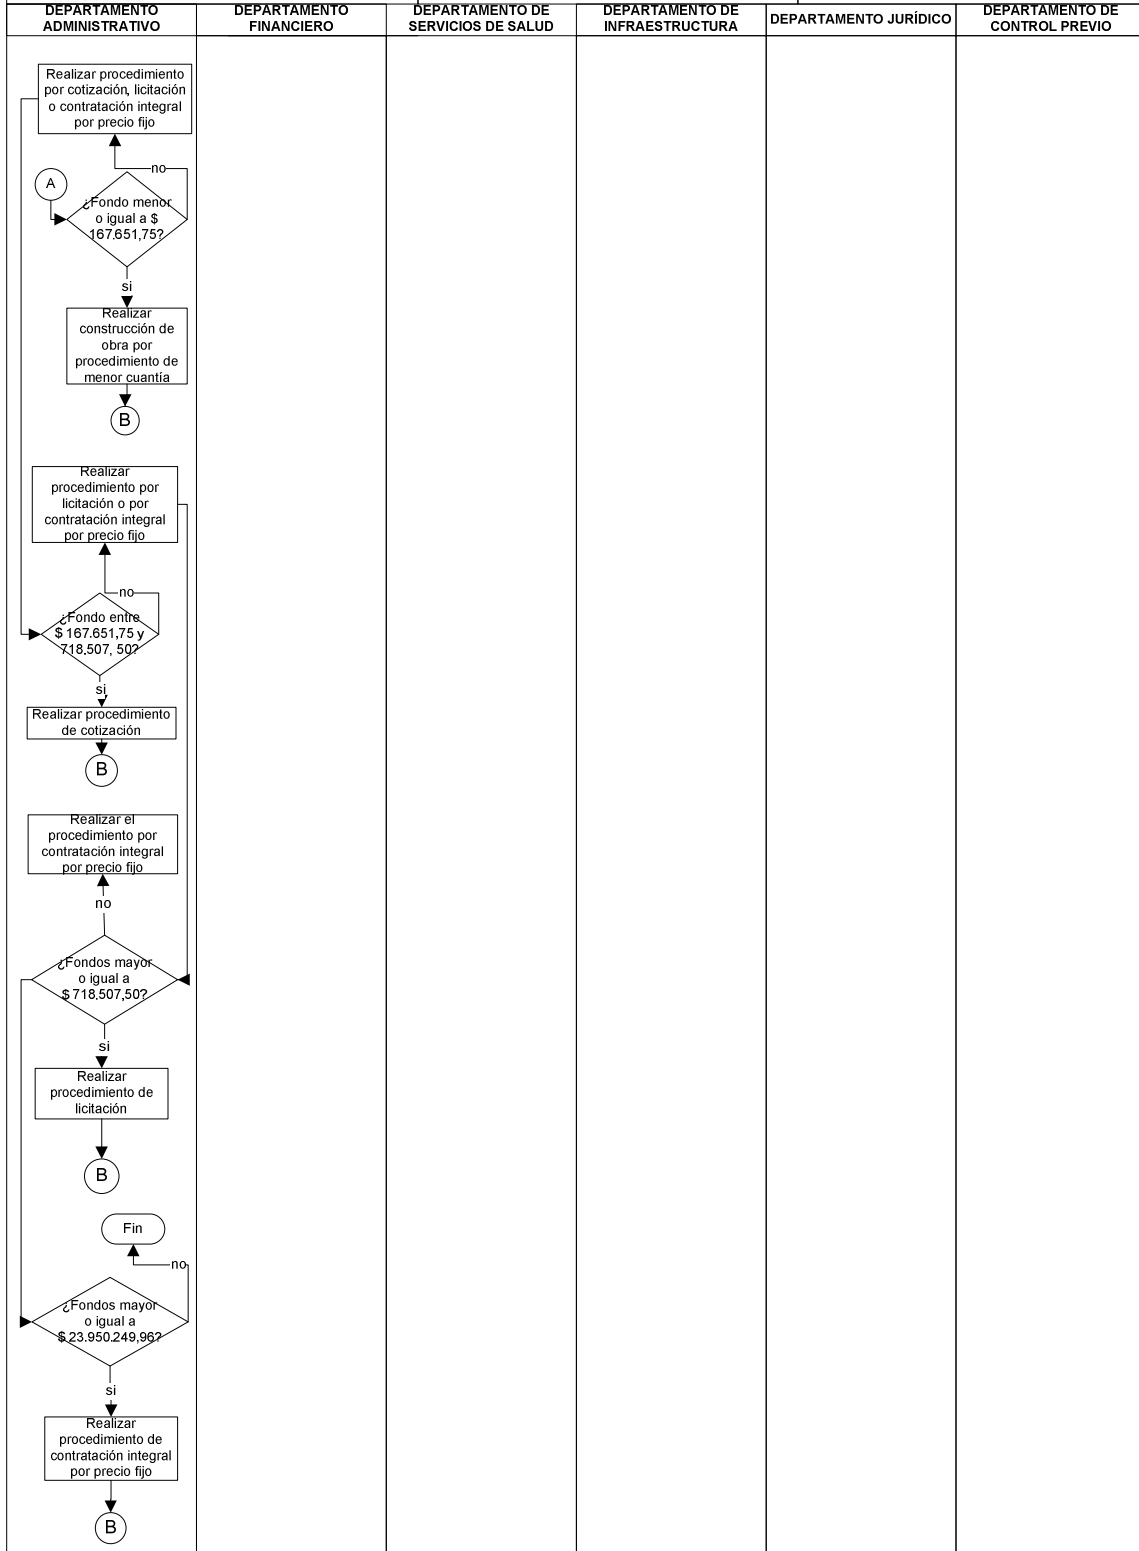 DEPARTAMENTO
ADMINISTRATIVO
DEPARTAMENTO
FINANCIERO
DEPARTAMENTO DE
SERVICIOS DE SALUD
DEPARTAMENTO DE
INFRAESTRUCTURA
DEPARTAMENTO JURÍDICO
DEPARTAMENTO DE
CONTROL PREVIO
Realizar procedimiento
por cotización, licitación
o contratación integral
por precio fijo
no
A
¿Fondo menor
o igual a $
167.651,75?
si
Realizar
construcción de
obra por
procedimiento de
menor cuantía
B
Realizar
procedimiento por
licitación o por
contratación integral
por precio fijo
no
¿Fondo entre
$ 167.651,75 y
718.507, 50?
si
Realizar procedimiento
de cotización
B
Realizar el
procedimiento por
contratación integral
por precio fijo
no
¿Fondos mayor
o igual a
$ 718.507,50?
si
Realizar
procedimiento de
licitación
B
Fin
no
¿Fondos mayor
o igual a
$ 23.950.249,96?
si
Realizar
procedimiento de
contratación integral
por precio fijo
B